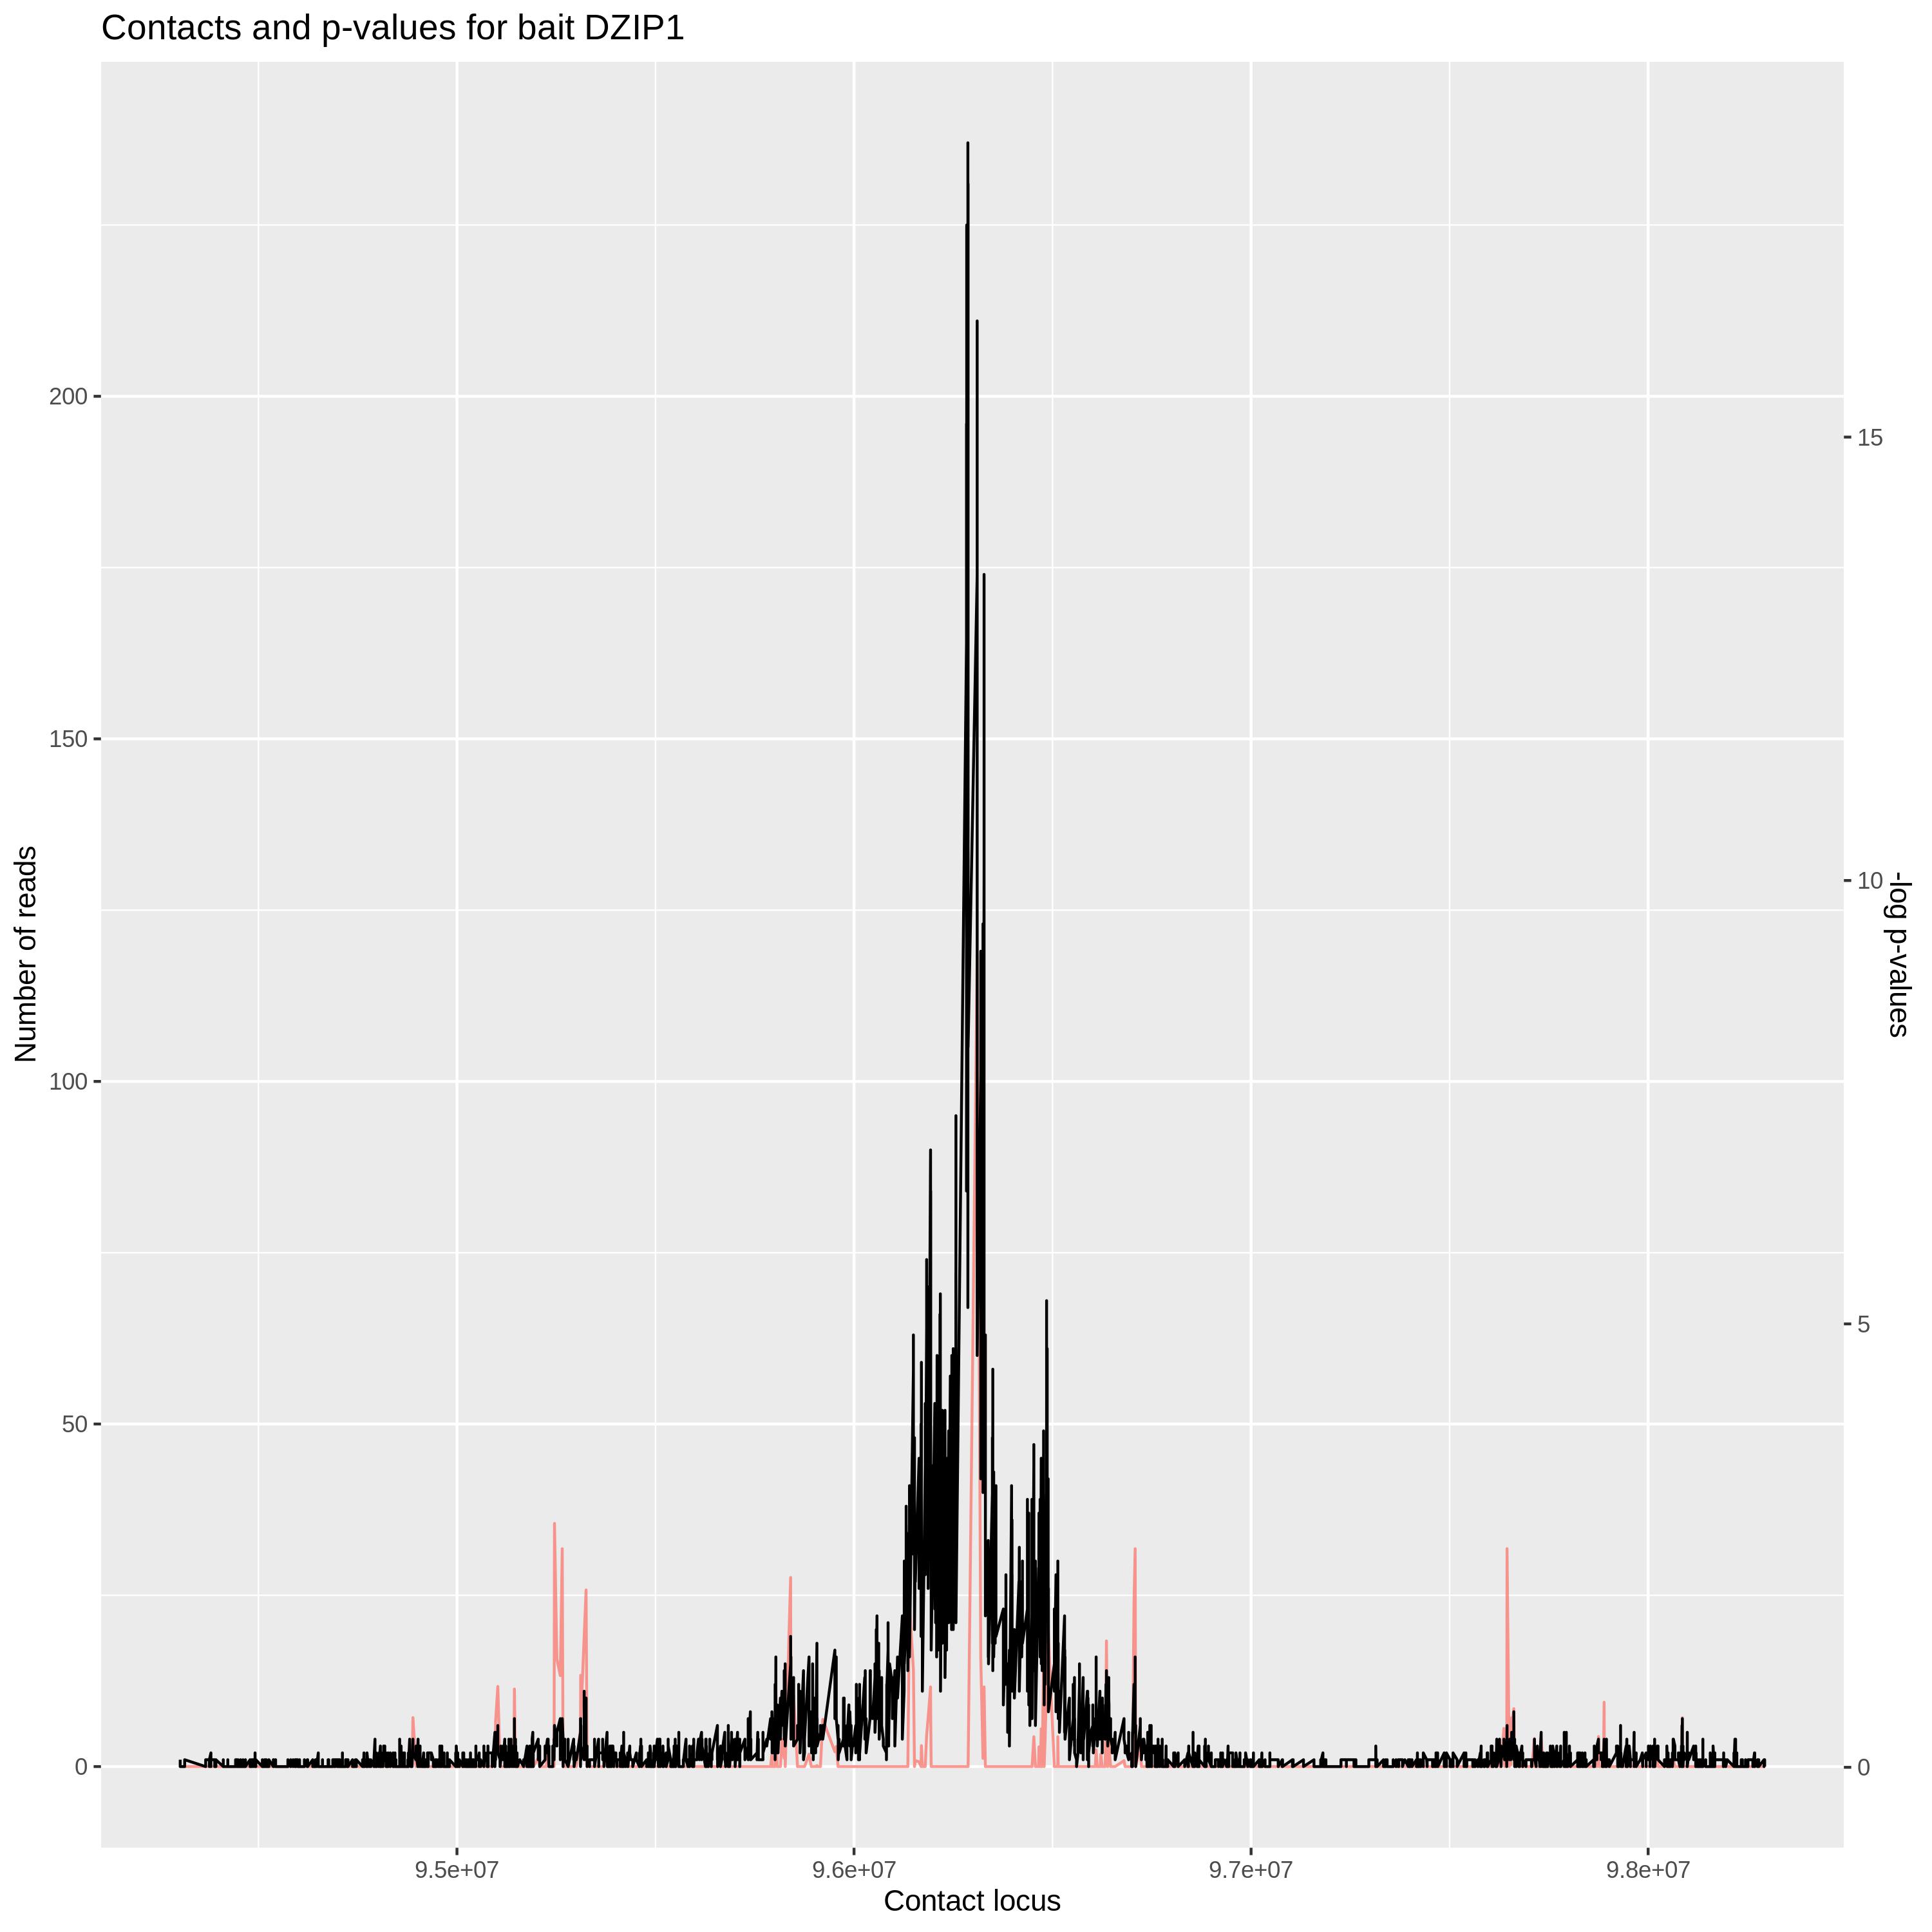 Contacts and p-values for bait DZIP1
Number of reads
200
150
100
50
0
15
10
5
0
-log p-values
9.5e+07 9.6e+07 9.7e+07 9.8e+07
Contact locus